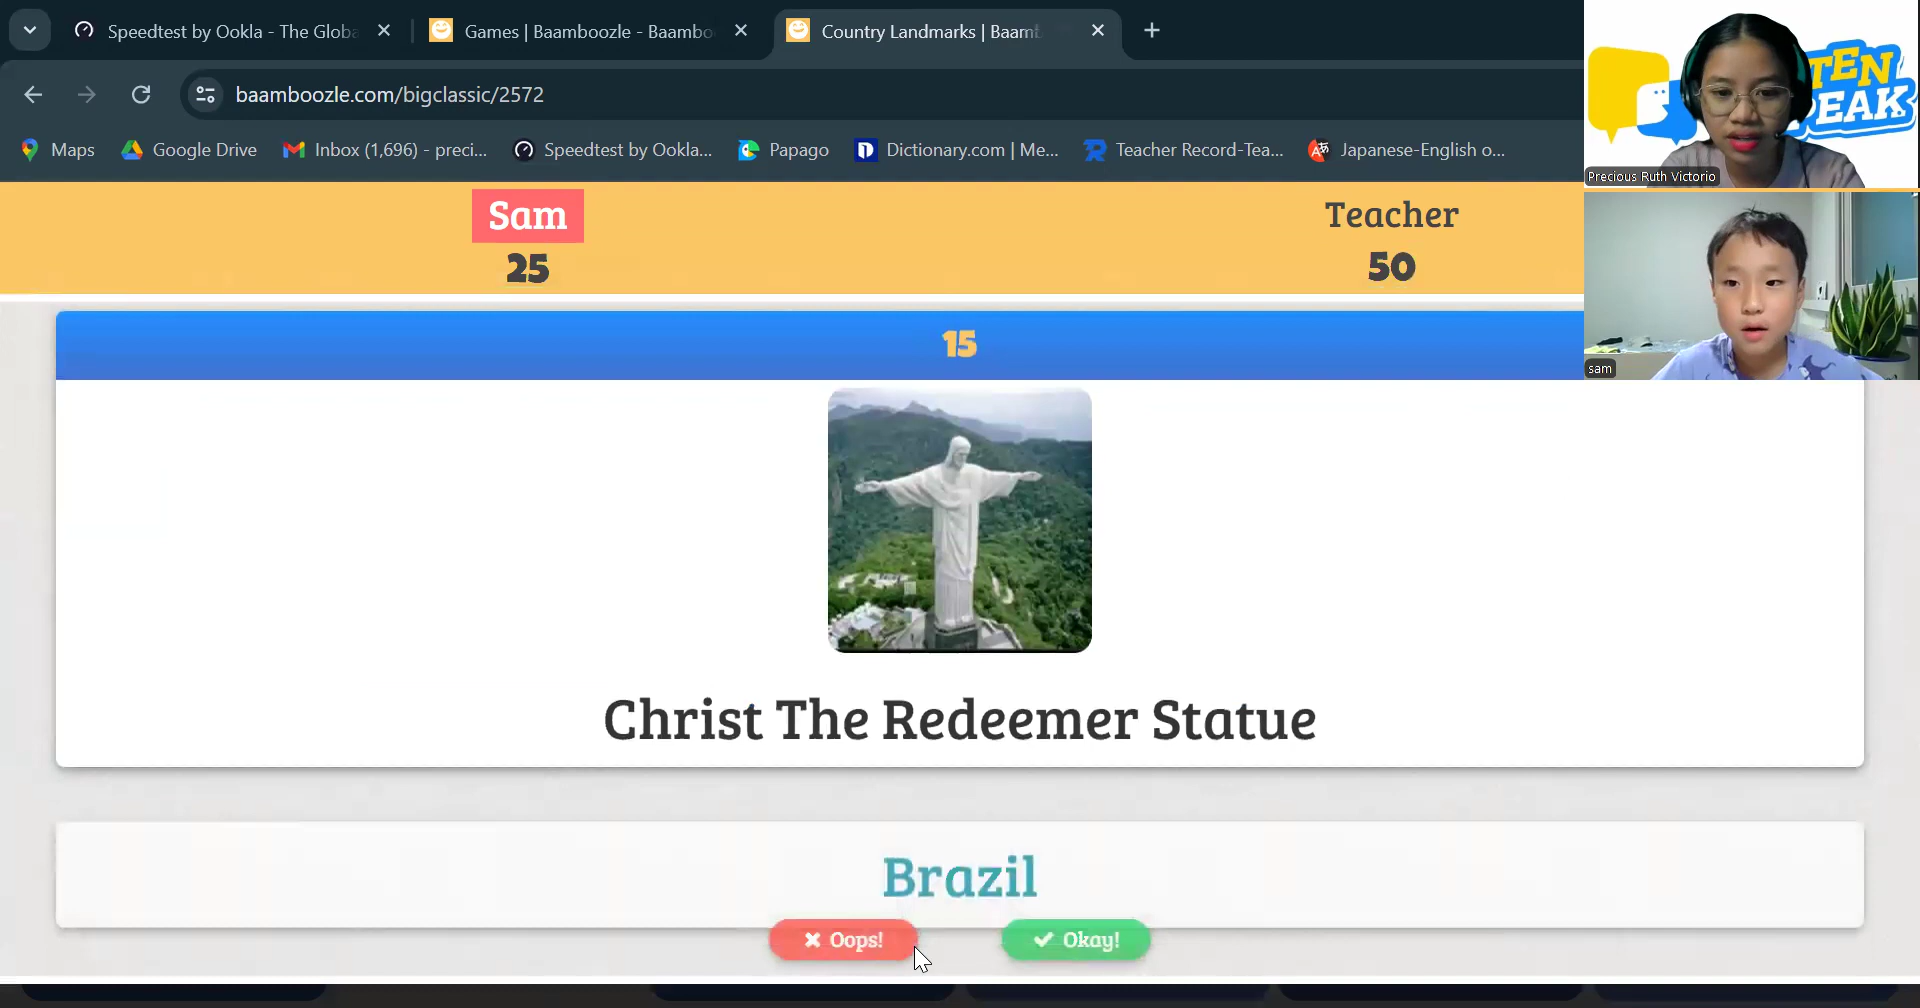 Speedtest by Ookla - The Globa
Games | Baamboozle - Baambo
Country Landmarks | Baamb
baamboozle.com/bigclassic/2572
Maps
Google Drive
Inbox (1,696) - preci...
Speedtest by Ookla...
Papago
Dictionary.com | Me...
Teacher Record-Tea...
Japanese-English o...
TEN
PEAK
Precious Ruth Victorio
sam
Sam
25
Teacher
50
15
Christ The Redeemer Statue
Brazil
Oops!
Okay!